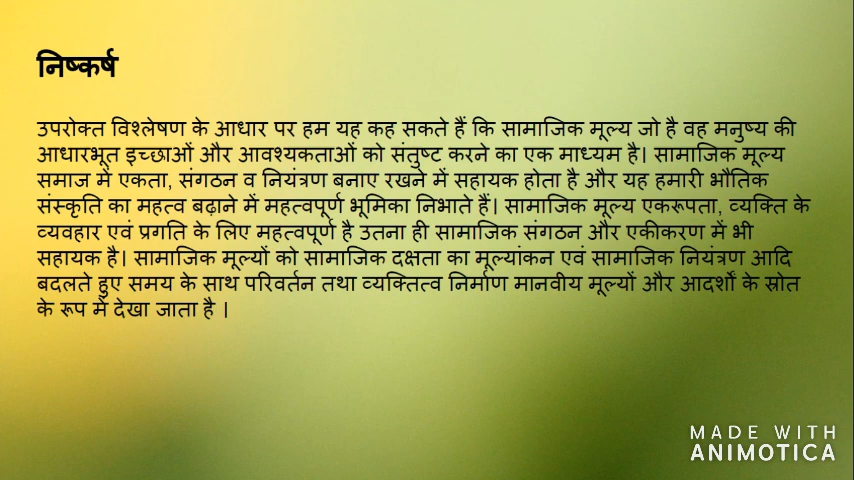 निष्कर्ष
उपरोक्त विश्लेषण के आधार पर हम यह कह सकते हैं कि सामाजिक मूल्य जो है वह मनुष्य की
आधारभूत इच्छाओं और आवश्यकताओं को संतुष्ट करने का एक माध्यम है। सामाजिक मूल्य
समाज में एकता, संगठन व नियंत्रण बनाए रखने में सहायक होता है और यह हमारी भौतिक
संस्कृति का महत्व बढ़ाने में महत्वपूर्ण भूमिका निभाते हैं। सामाजिक मूल्य एकरूपता, व्यक्ति के
व्यवहार एवं प्रगति के लिए महत्वपूर्ण है उतना ही सामाजिक संगठन और एकीकरण में भी
सहायक है। सामाजिक मूल्यों को सामाजिक दक्षता का मूल्यांकन एवं सामाजिक नियंत्रण आदि
बदलते हुए समय के साथ परिवर्तन तथा व्यक्तित्व निर्माण मानवीय मूल्यों और आदर्शों के स्रोत
के रूप में देखा जाता है ।
MADE WITH
ANIMOTICA